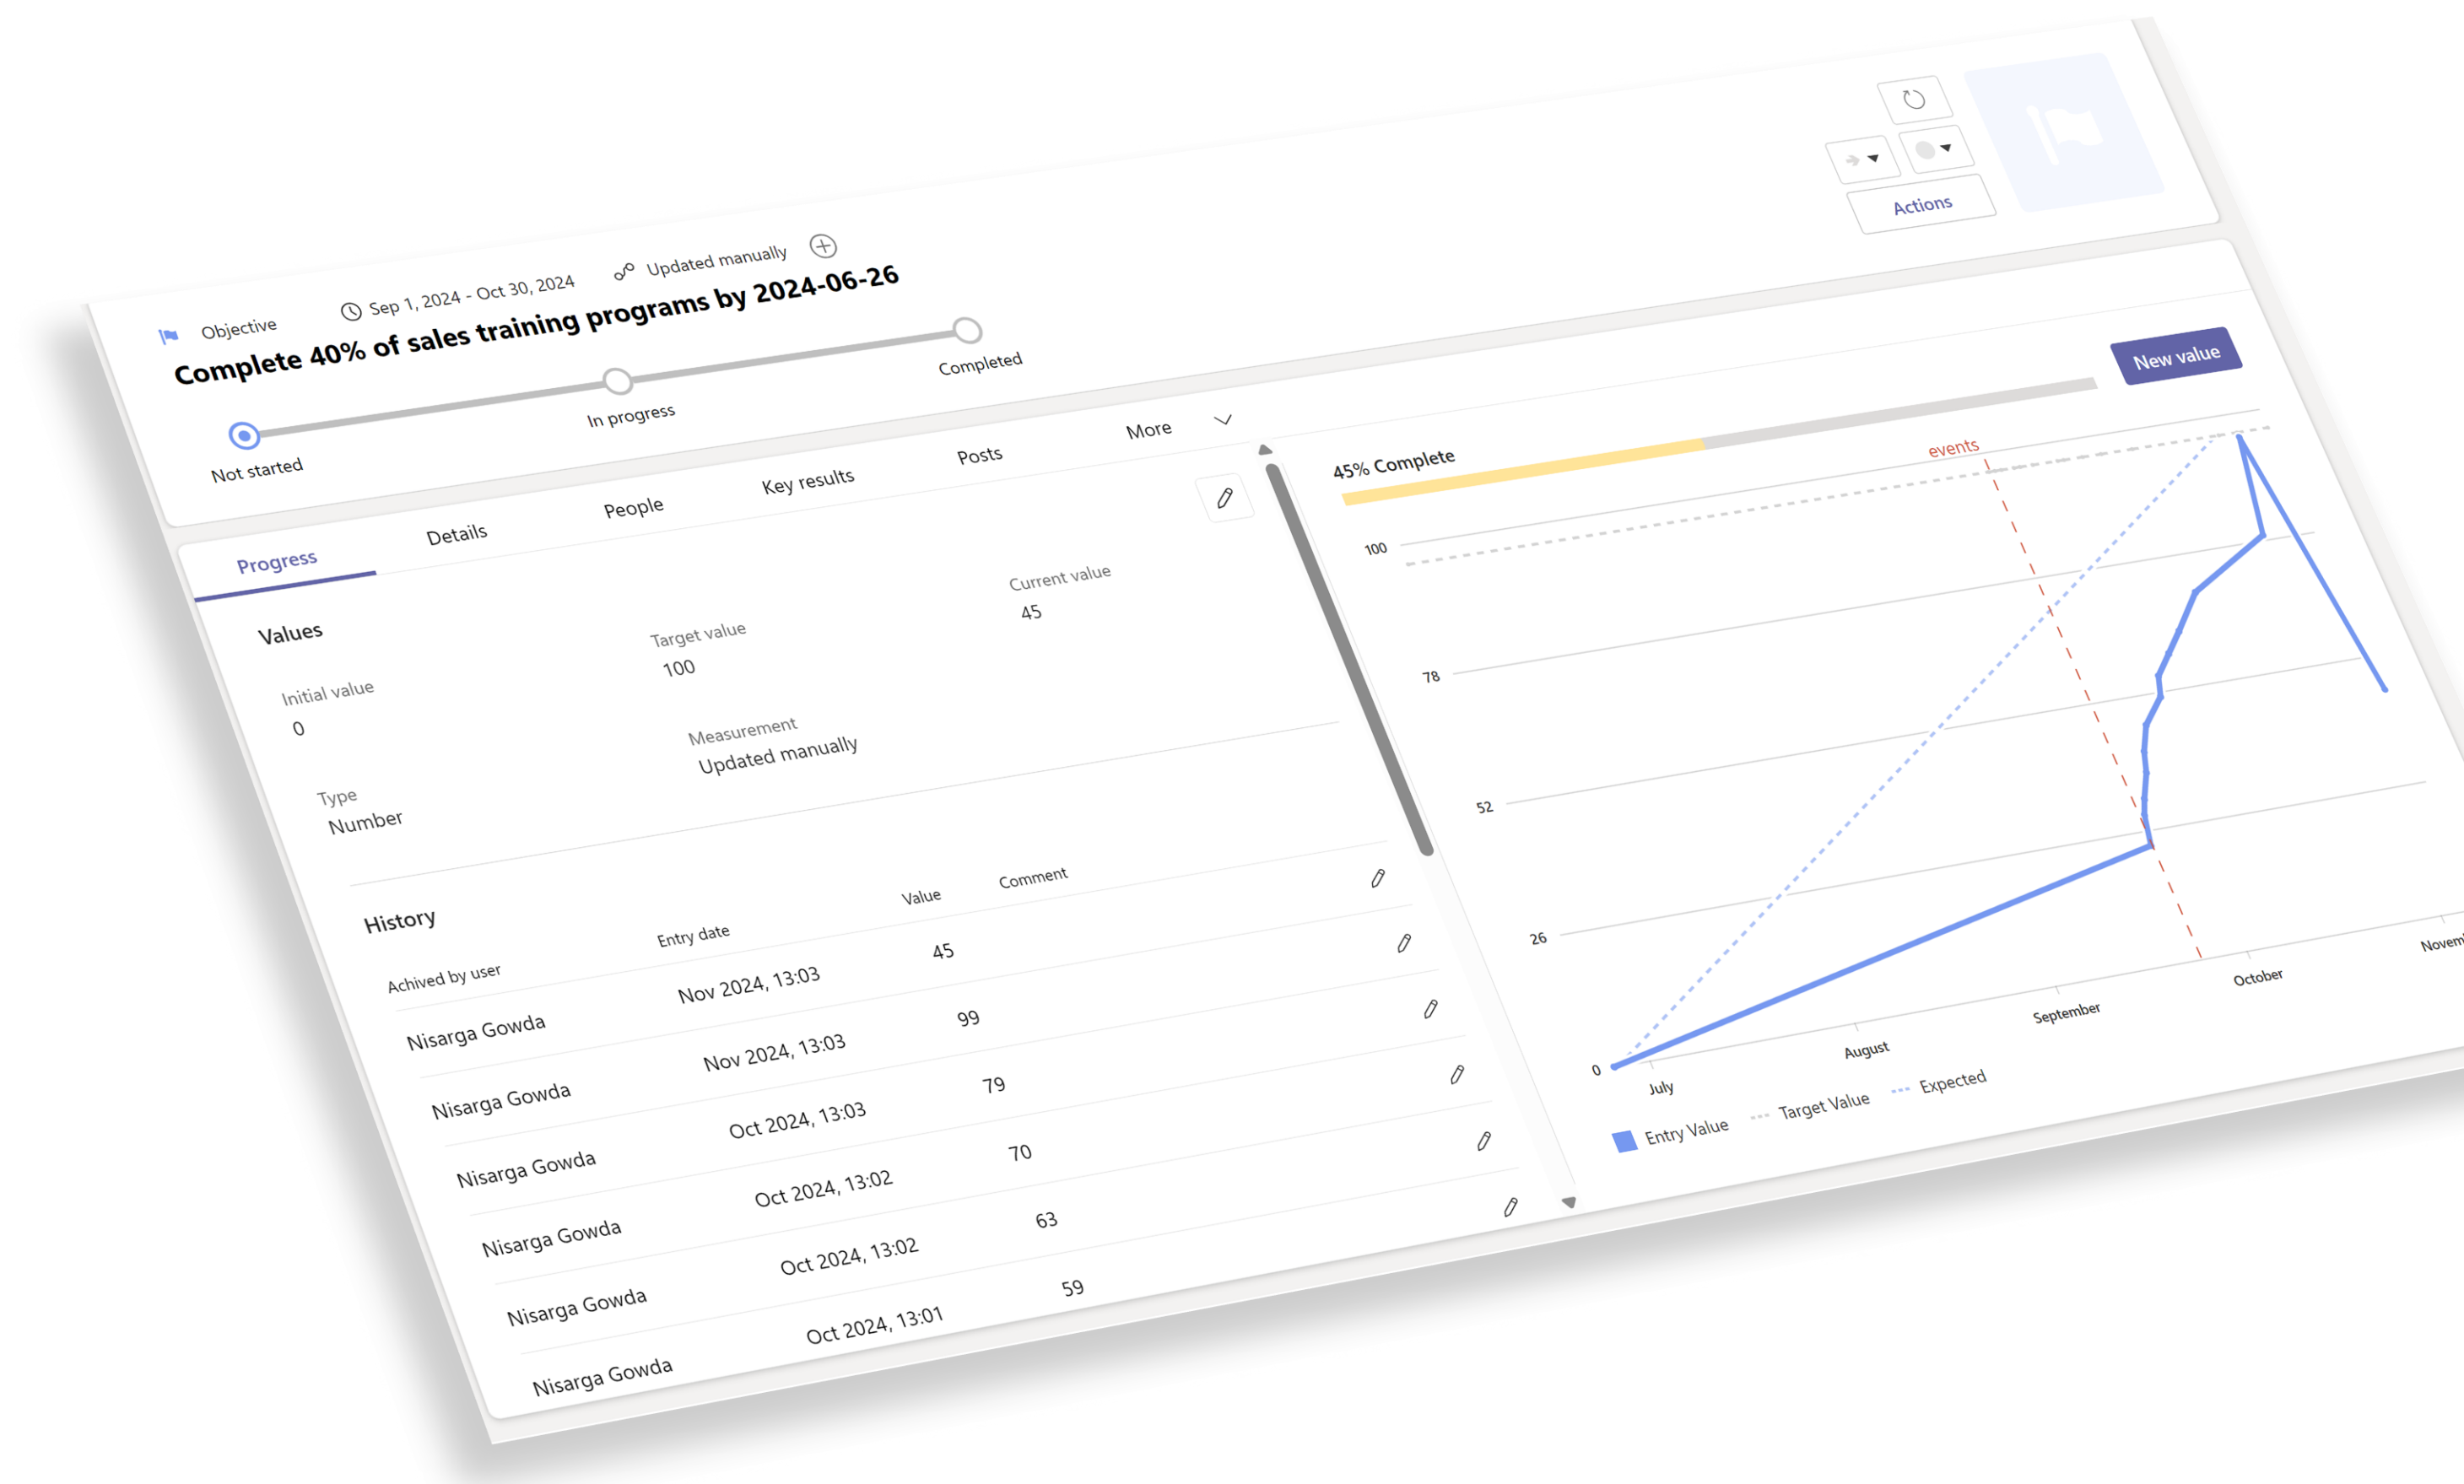 Objective
Sep 1, 2024 - Oct 30, 2024
Updated manually
Complete 40% of sales training programs by 2024-06-26
Not started
In progress
Completed
Actions
Progress
Details
People
Key results
Posts
More
Values
Initial value
0
Target value
100
Current value
45
Type
Number
Measurement
Updated manually
History
Achived by user Entry date Value Comment
Nisarga Gowda Nov 2024, 13:03 45
Nisarga Gowda Nov 2024, 13:03 99
Nisarga Gowda Oct 2024, 13:03 79
Nisarga Gowda Oct 2024, 13:02 70
Nisarga Gowda Oct 2024, 13:02 63
Nisarga Gowda Oct 2024, 13:01 59
45% Complete
New value
events
100
78
52
26
0
July
August
September
October
Novem
Entry Value
Target Value
Expected